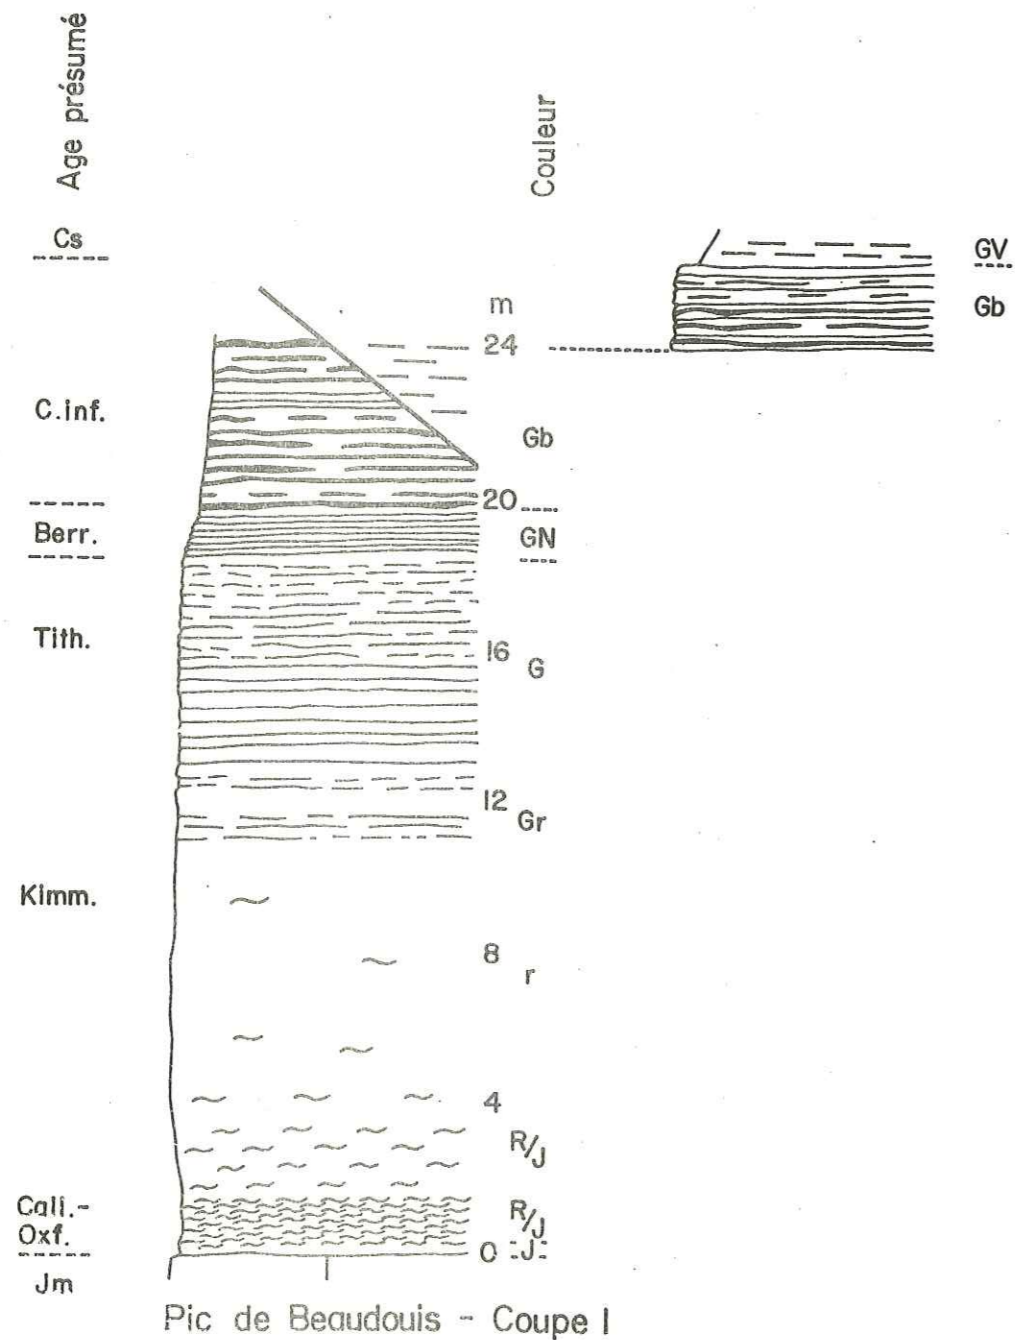 Age présumé
Couleur
Cs
GV
m
Gb
24
C.inf.
Gb
20
Berr.
GN
Tith.
16
G
12
Gr
Kimm.
8
r
4
R/J
Call.-
R/J
Oxf.
0
J
Jm
Pic de Beaudouis - Coupe I